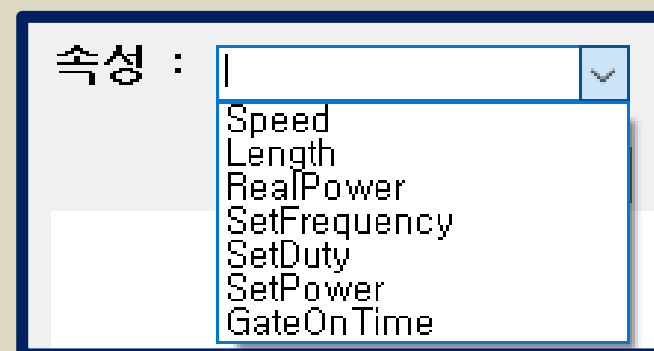 속성 :
Speed
Length
RealPower
SetFrequency
SetDuty
SetPower
GateOnTime